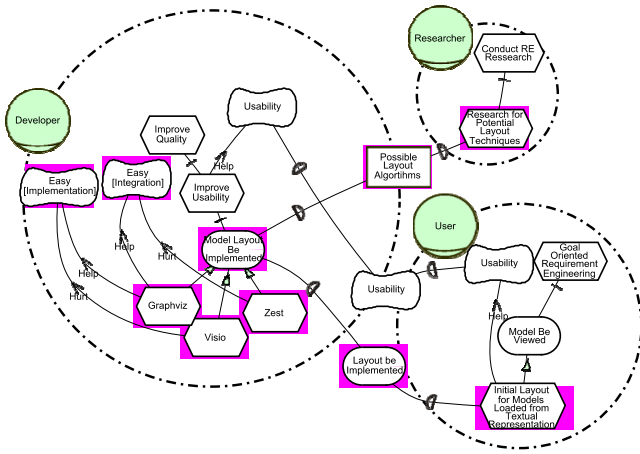 Researcher
Conduct RE
Ressearch
Research for
Potential
Layout
Techniques
Developer
Usability
Improve
Quality
Help
Easy
[Implementation]
Easy
[Integration]
Improve
Usability
Possible
Layout
Algortihms
Model Layout
Be
Implemented
Help
Hurt
Help
Hurt
Graphviz
Visio
Zest
User
Usability
Goal
Oriented
Requirement
Engineering
Usability
Help
Model Be
Viewed
Layout be
Implemented
Initial Layout
for Models
Loaded from
Textual
Representation